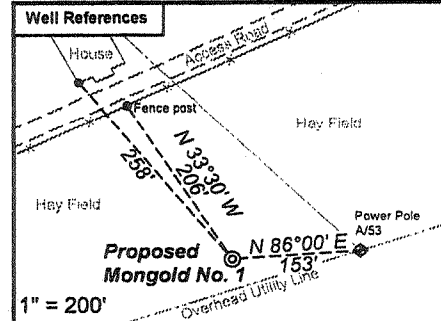 Well References
House
Access Road
Fence post
Hay Field
N 33°30' W
206'
258'
Hay Field
Power Pole
A/53
N 86°00' E
153'
Proposed
Mongold No. 1
Overhead Utility Line
1" = 200'